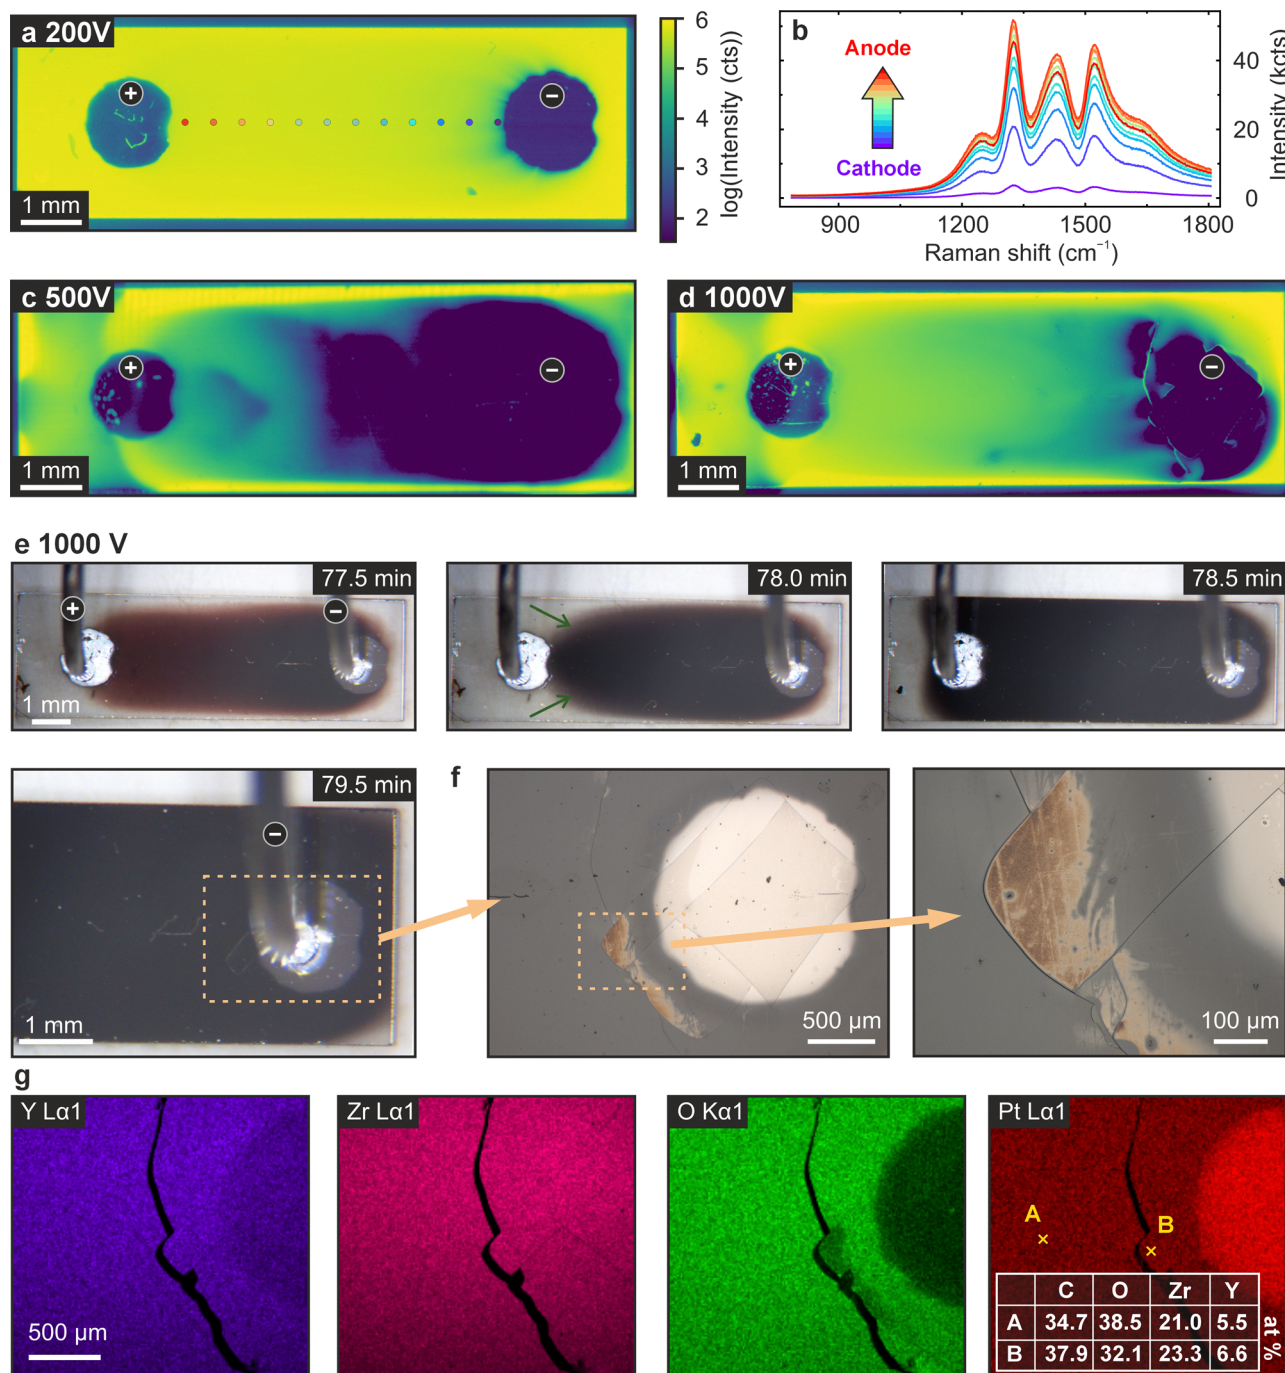 a 200V
+
−
1 mm
6
5
4
3
2
log(Intensity (cts))
b
Anode
Cathode
40
20
0
Intensity (kcts)
900 1200 1500 1800
Raman shift (cm⁻¹)
c 500V
+
−
1 mm
d 1000V
+
−
1 mm
e 1000 V
77.5 min
+
−
1 mm
78.0 min
78.5 min
79.5 min
−
1 mm
f
500 µm
100 µm
g
Y Lα1
500 µm
Zr Lα1
O Kα1
Pt Lα1
A
B
C O Zr Y
A 34.7 38.5 21.0 5.5
B 37.9 32.1 23.3 6.6
at %